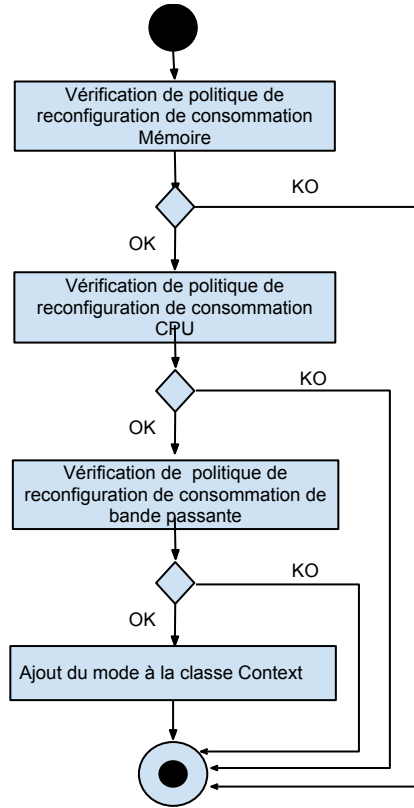 Vérification de politique de
reconfiguration de consommation
Mémoire
KO
OK
Vérification de politique de
reconfiguration de consommation
CPU
KO
OK
Vérification de politique de
reconfiguration de consommation de
bande passante
KO
OK
Ajout du mode à la classe Context